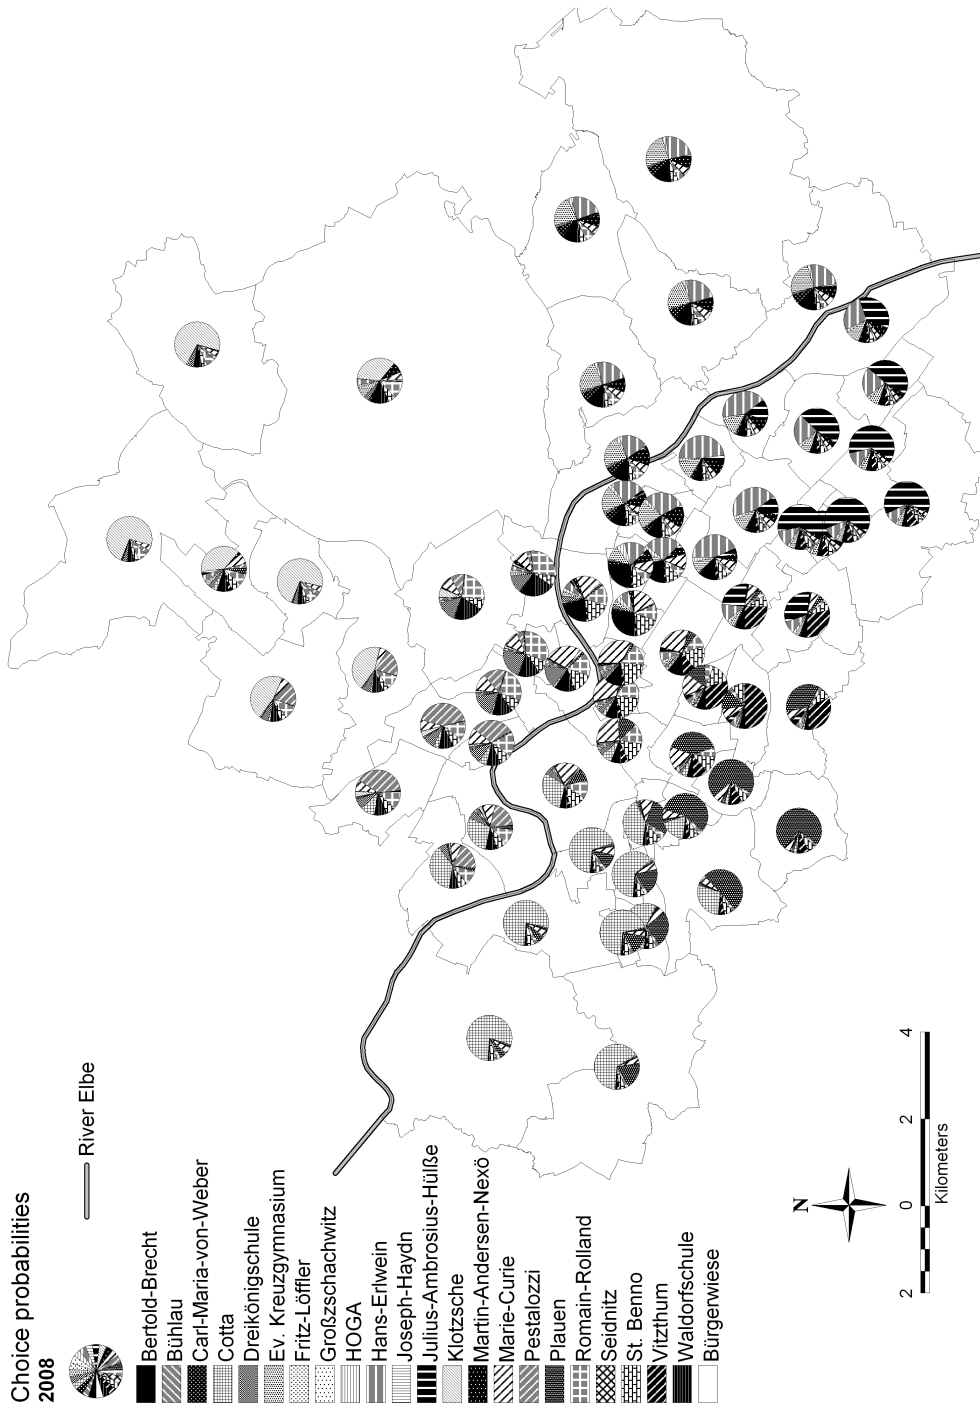 Choice probabilities
2008
River Elbe
Bertold-Brecht
Bühlau
Carl-Maria-von-Weber
Cotta
Dreikönigschule
Ev. Kreuzgymnasium
Fritz-Löffler
Großzschachwitz
HOGA
Hans-Erlwein
Joseph-Haydn
Julius-Ambrosius-Hülße
Klotzsche
Martin-Andersen-Nexö
Marie-Curie
Pestalozzi
Plauen
Romain-Rolland
Seidnitz
St. Benno
Vitzthum
Waldorfschule
Bürgerwiese
N
2 0 2 4
Kilometers